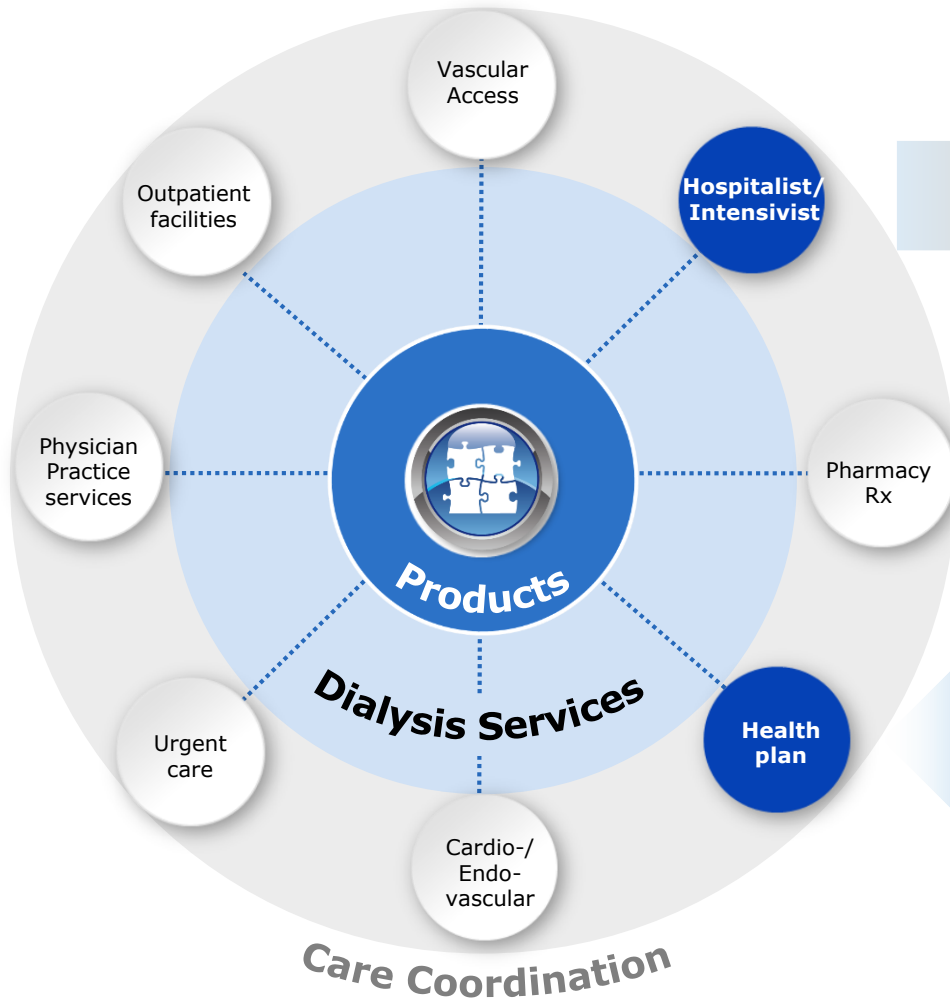 Vascular
Access
Hospitalist/
Intensivist
Outpatient
facilities
Physician
Practice
services
Pharmacy
Rx
Products
Dialysis Services
Urgent
care
Health
plan
Cardio-/
Endo-
vascular
Care Coordination